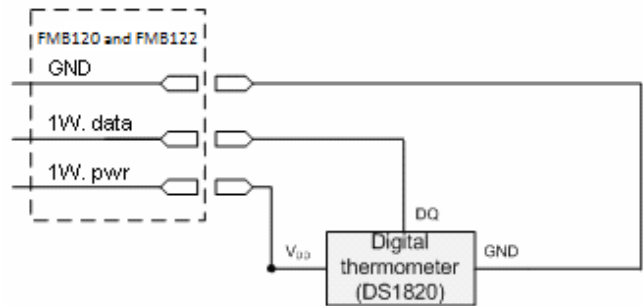 FMB120 and FMB122
GND
1W. data
1W. pwr
DQ
VDD
Digital
thermometer
(DS1820)
GND